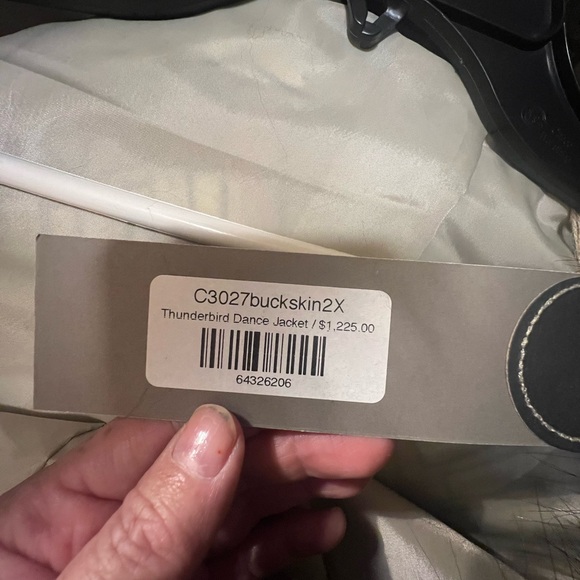 C3027buckskin2X
Thunderbird Dance Jacket / $1,225.00
64326206